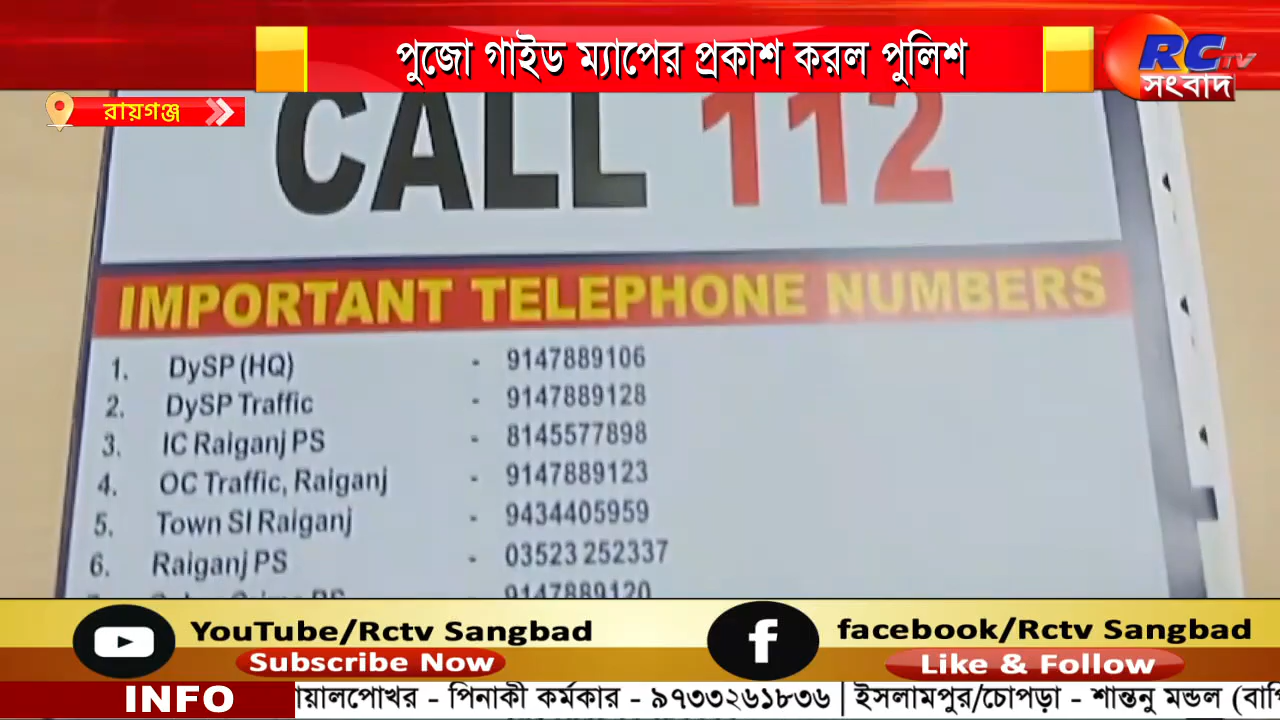 পুজো গাইড ম্যাপের প্রকাশ করল পুলিশ
RCTV
সংবাদ
রায়গঞ্জ
CALL 112
IMPORTANT TELEPHONE NUMBERS
1. DySP (HQ) - 9147889106
2. DySP Traffic - 9147889128
3. IC Raiganj PS - 8145577898
4. OC Traffic, Raiganj - 9147889123
5. Town SI Raiganj - 9434405959
6. Raiganj PS - 03523 252337
9147889120
YouTube/Rctv Sangbad
Subscribe Now
facebook/Rctv Sangbad
Like & Follow
INFO
য়ালপোখর - পিনাকী কর্মকার - ৯৭৩৩২৬১৮৩৬ | ইসলামপুর/চোপড়া - শান্তনু মন্ডল